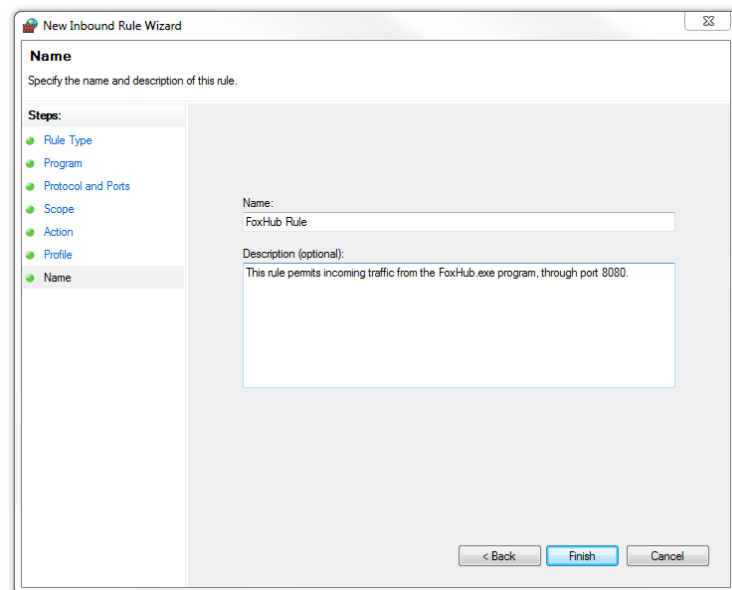 New Inbound Rule Wizard
Name
Specify the name and description of this rule.
Steps:
Rule Type
Program
Protocol and Ports
Scope
Action
Profile
Name
Name:
FoxHub Rule
Description (optional):
This rule permits incoming traffic from the FoxHub.exe program, through port 8080.
< Back
Finish
Cancel